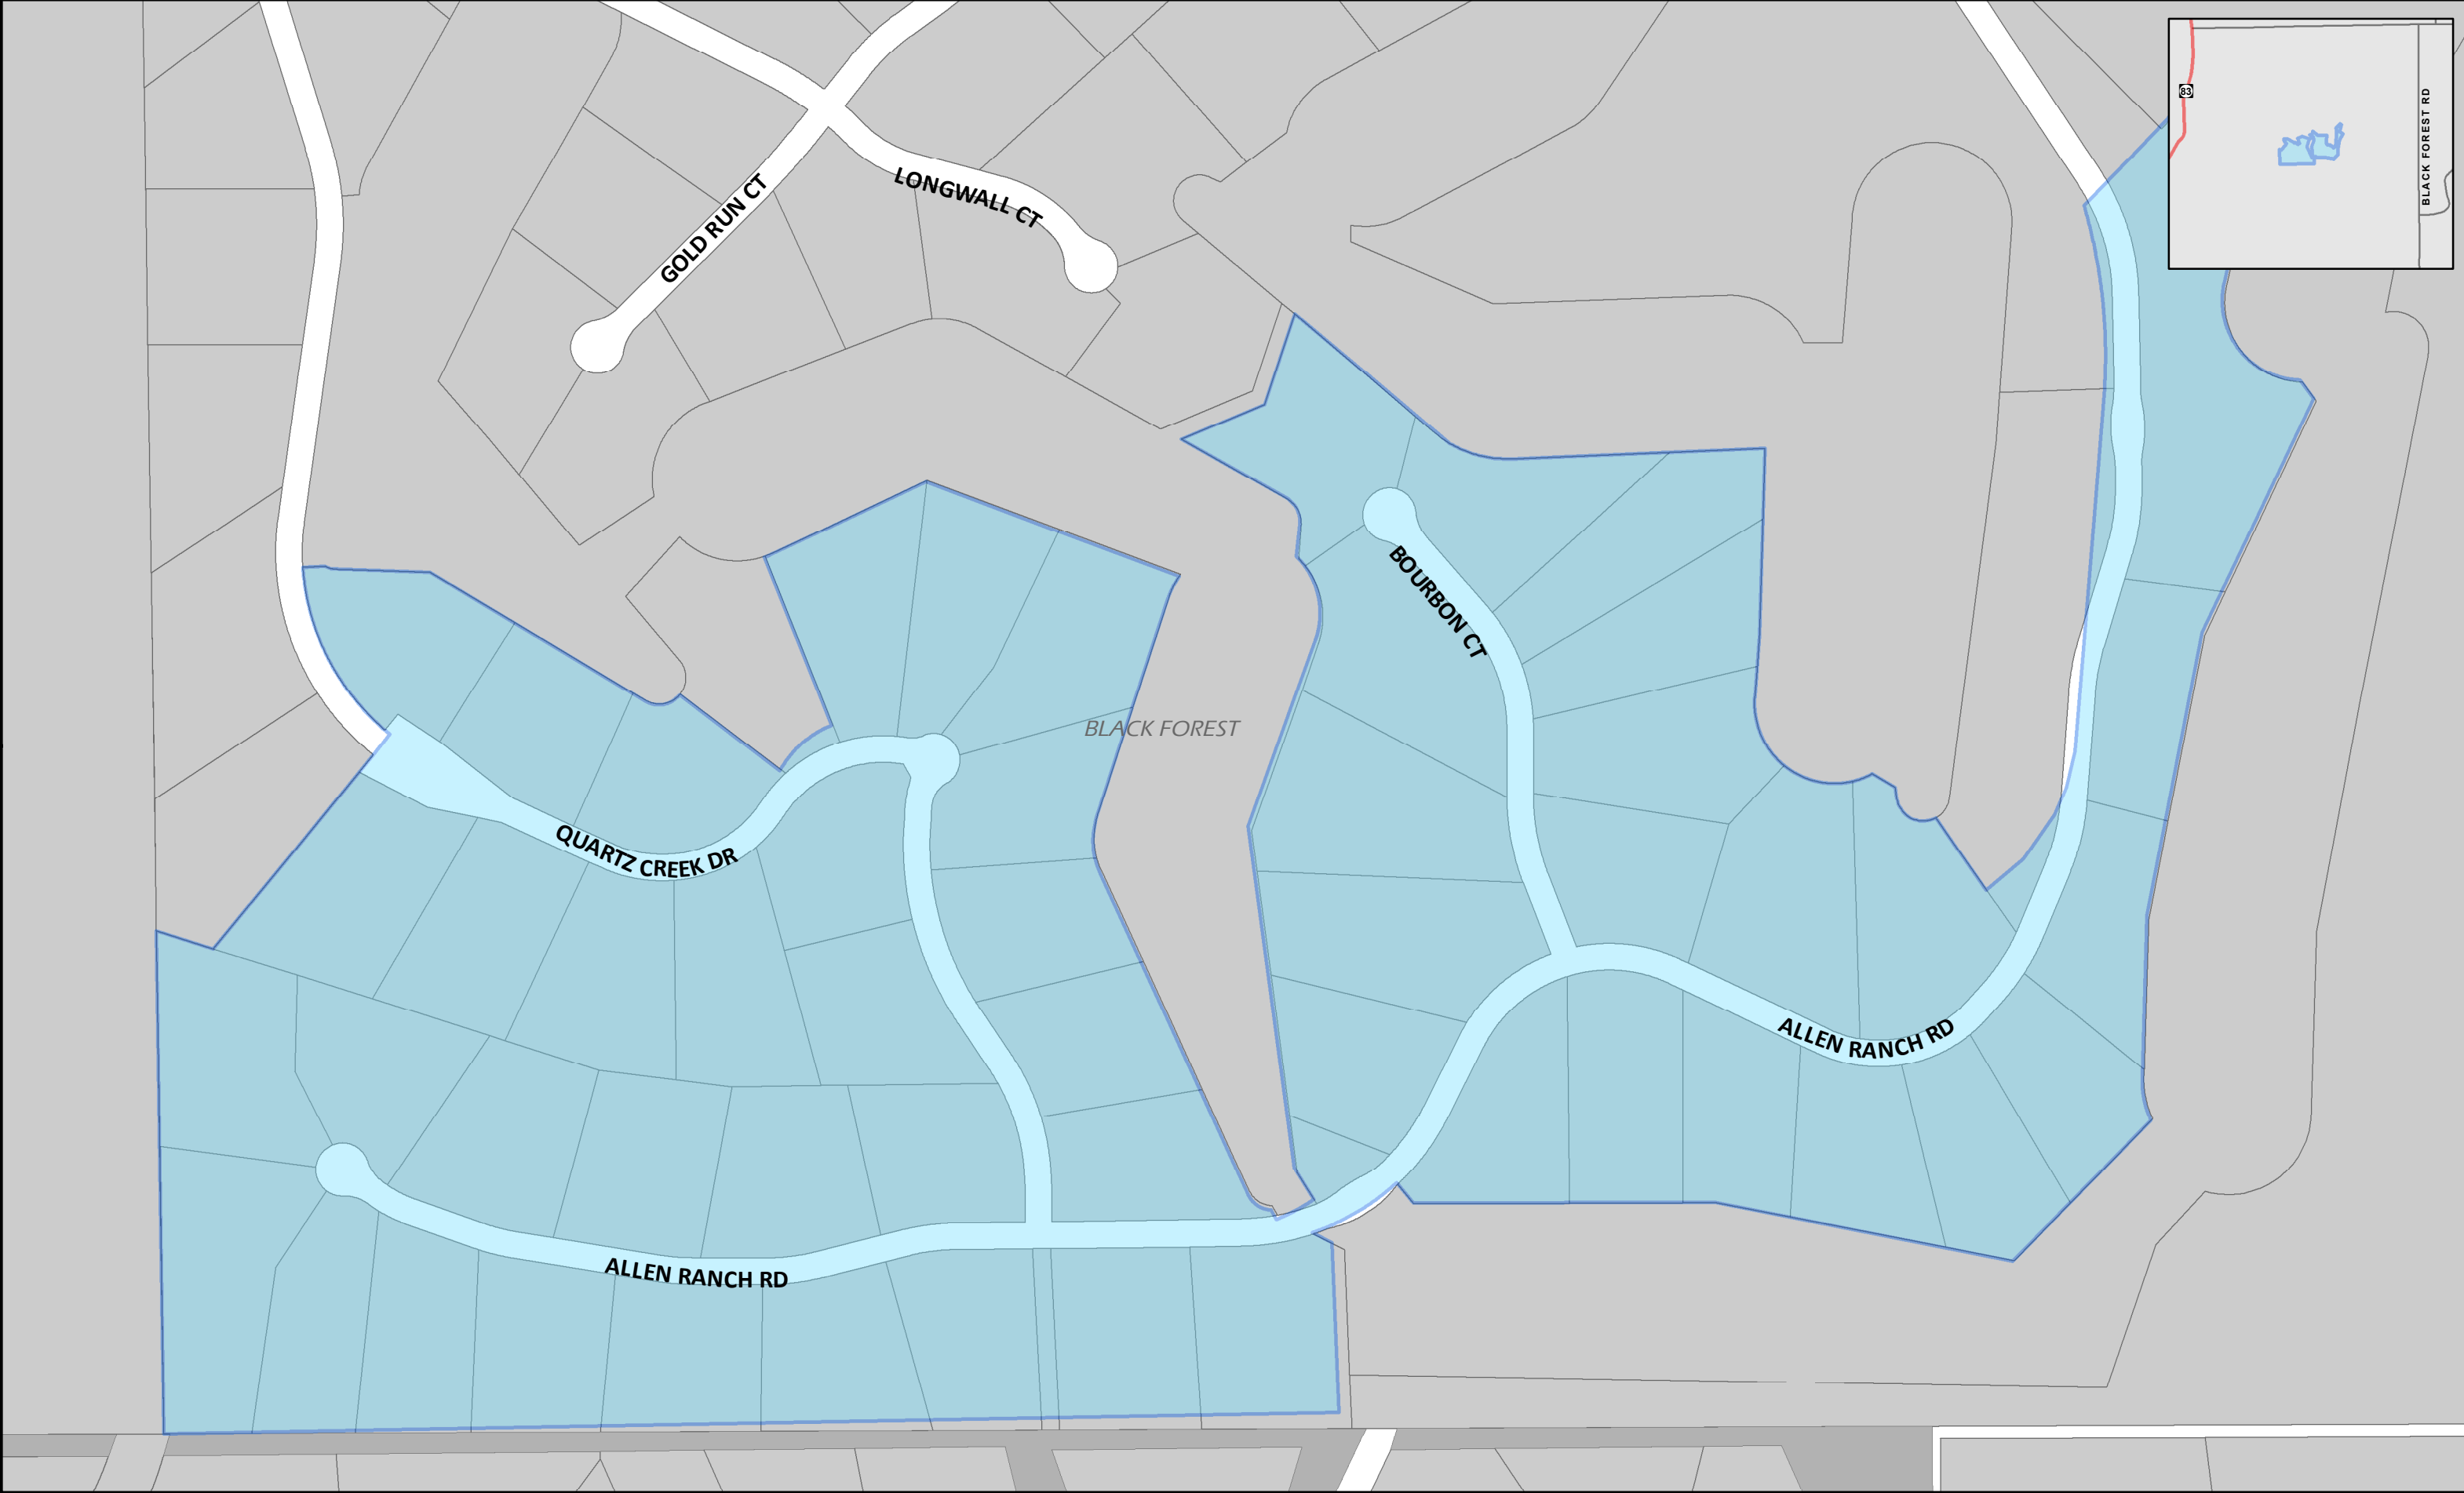 83
BLACK FOREST RD
LONGWALL CT
GOLD RUN CT
BOURBON CT
BLACK FOREST
QUARTZ CREEK DR
ALLEN RANCH RD
ALLEN RANCH RD